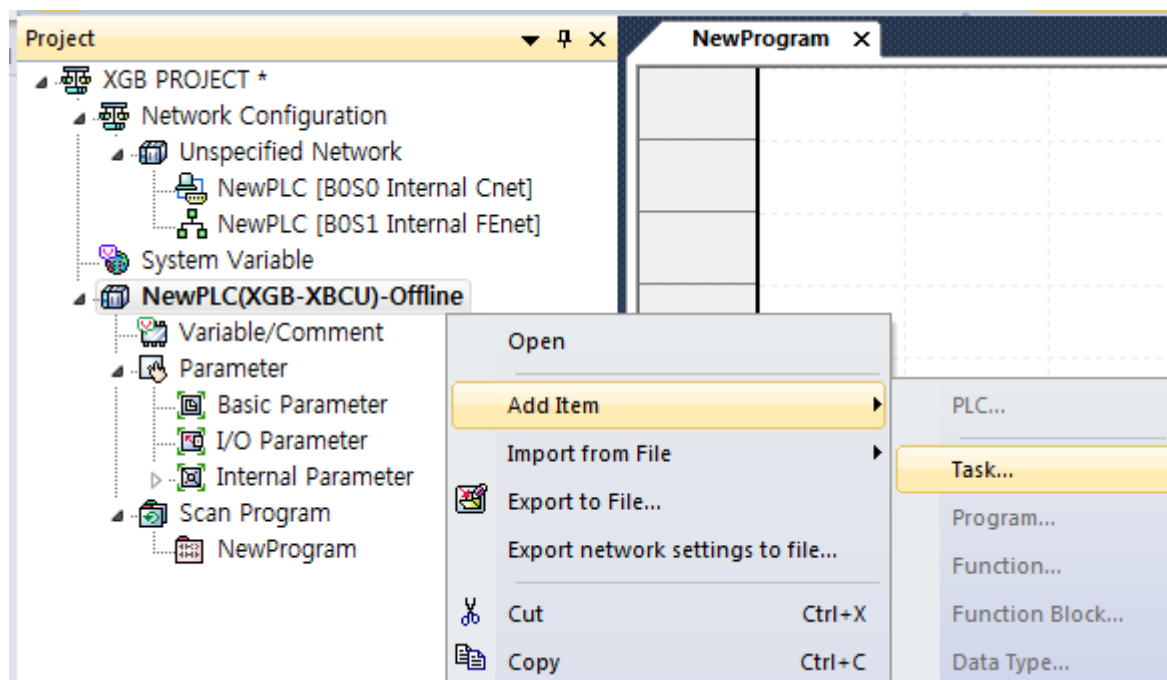 Project
NewProgram
XGB PROJECT *
Network Configuration
Unspecified Network
NewPLC [B0S0 Internal Cnet]
NewPLC [B0S1 Internal FEnet]
System Variable
NewPLC(XGB-XBCU)-Offline
Variable/Comment
Parameter
Basic Parameter
I/O Parameter
Internal Parameter
Scan Program
NewProgram
Open
Add Item
Import from File
Export to File...
Export network settings to file...
Cut Ctrl+X
Copy Ctrl+C
PLC...
Task...
Program...
Function...
Function Block...
Data Type...